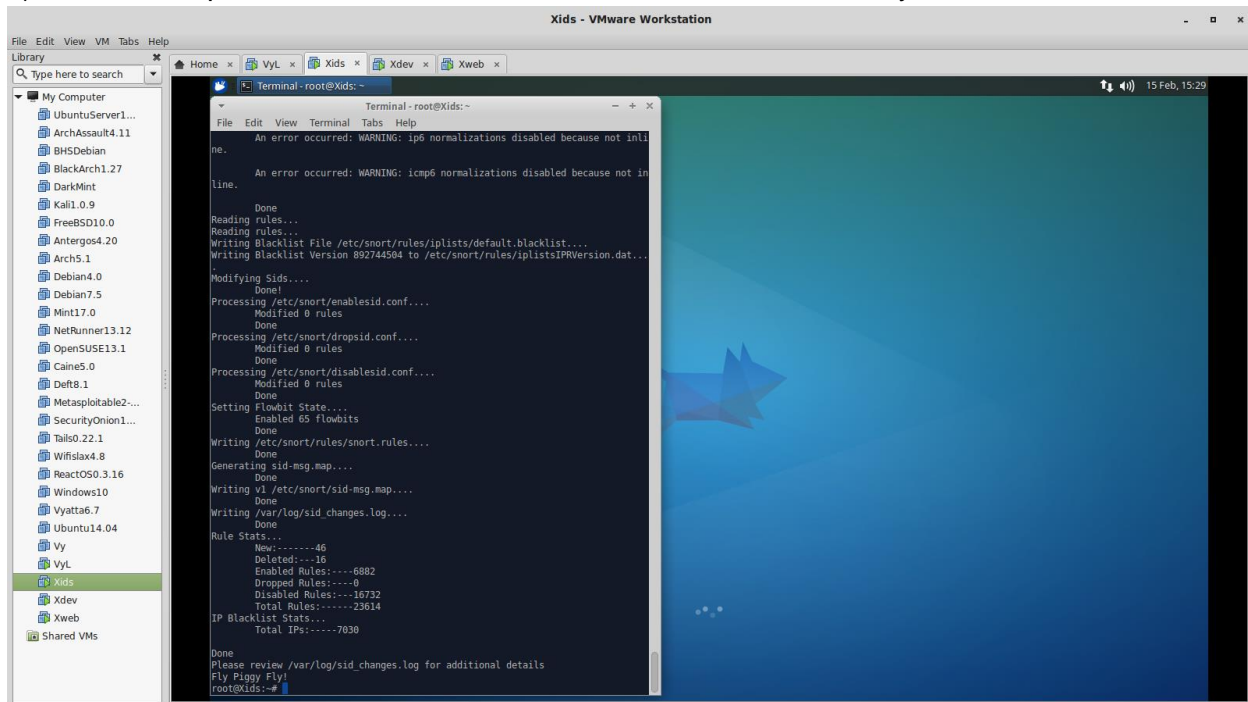 Xids - VMware Workstation
File Edit View VM Tabs Help
Library
Type here to search
My Computer
UbuntuServer1...
ArchAssault4.11
BHSDebian
BlackArch1.27
DarkMint
Kali1.0.9
FreeBSD10.0
Antergos4.20
Arch5.1
Debian4.0
Debian7.5
Mint17.0
NetRunner13.12
OpenSUSE13.1
Caine5.0
Deft8.1
Metasploitable2-...
SecurityOnion1...
Tails0.22.1
Wifislax4.8
ReactOS0.3.16
Windows10
Vyatta6.7
Ubuntu14.04
Vy
VyL
Xids
Xdev
Xweb
Shared VMs
Home VyL Xids Xdev Xweb
Terminal - root@Xids: ~
15 Feb, 15:29
Terminal - root@Xids: ~
File Edit View Terminal Tabs Help
An error occurred: WARNING: ip6 normalizations disabled because not inli
ne.
An error occurred: WARNING: icmp6 normalizations disabled because not in
line.
Done
Reading rules...
Reading rules...
Writing Blacklist File /etc/snort/rules/iplists/default.blacklist....
Writing Blacklist Version 892744504 to /etc/snort/rules/iplistsIPRVersion.dat...
.
Modifying Sids....
Done!
Processing /etc/snort/enablesid.conf....
Modified 0 rules
Done
Processing /etc/snort/dropsid.conf....
Modified 0 rules
Done
Processing /etc/snort/disablesid.conf....
Modified 0 rules
Done
Setting Flowbit State....
Enabled 65 flowbits
Done
Writing /etc/snort/rules/snort.rules....
Done
Generating sid-msg.map....
Done
Writing v1 /etc/snort/sid-msg.map....
Done
Writing /var/log/sid_changes.log....
Done
Rule Stats...
New:-------46
Deleted:---16
Enabled Rules:----6882
Dropped Rules:----0
Disabled Rules:---16732
Total Rules:------23614
IP Blacklist Stats...
Total IPs:-----7030
Done
Please review /var/log/sid_changes.log for additional details
Fly Piggy Fly!
root@Xids:~#